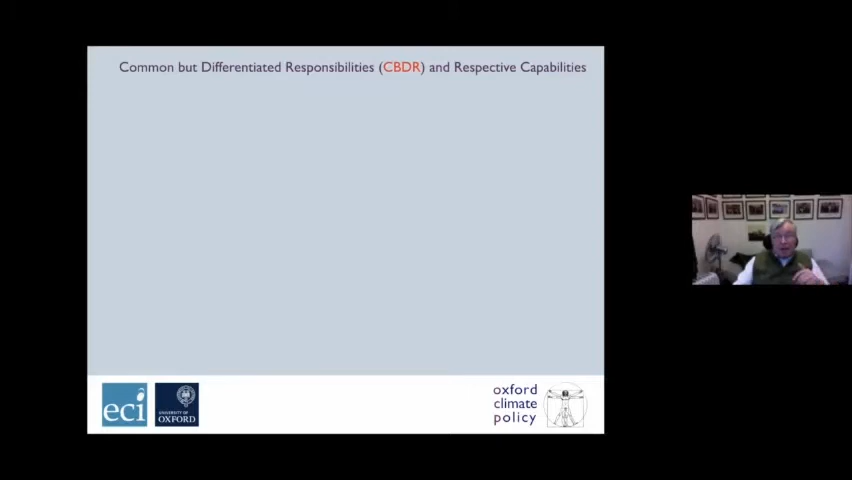 Common but Differentiated Responsibilities (CBDR) and Respective Capabilities
eci
UNIVERSITY OF
OXFORD
oxford
climate
policy